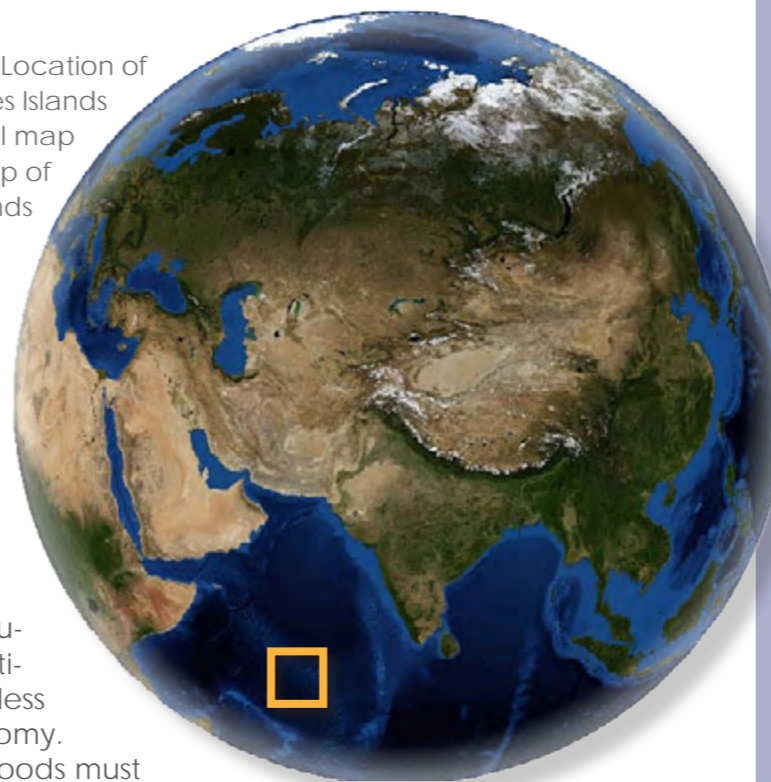 Location of
es Islands
l map
p of
nds
u-
ti-
less
omy.
oods must